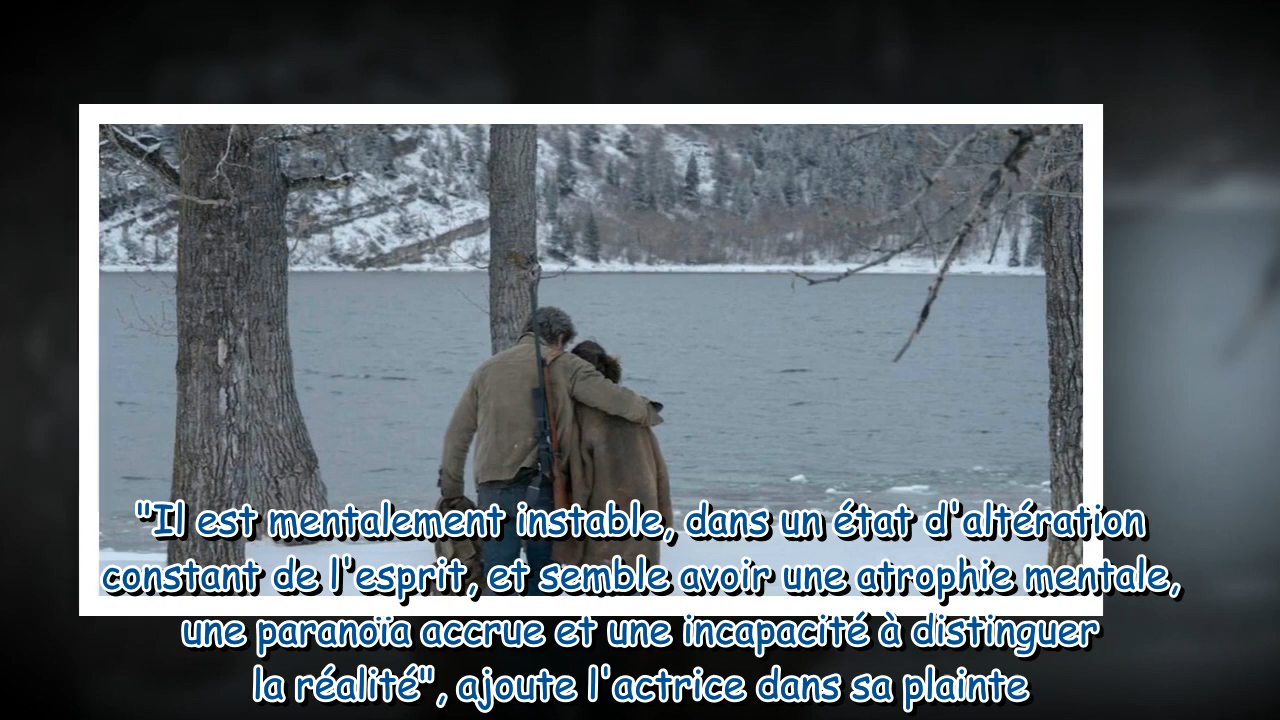 "Il est mentalement instable, dans un état d'altération
constant de l'esprit, et semble avoir une atrophie mentale,
une paranoïa accrue et une incapacité à distinguer
la réalité", ajoute l'actrice dans sa plainte